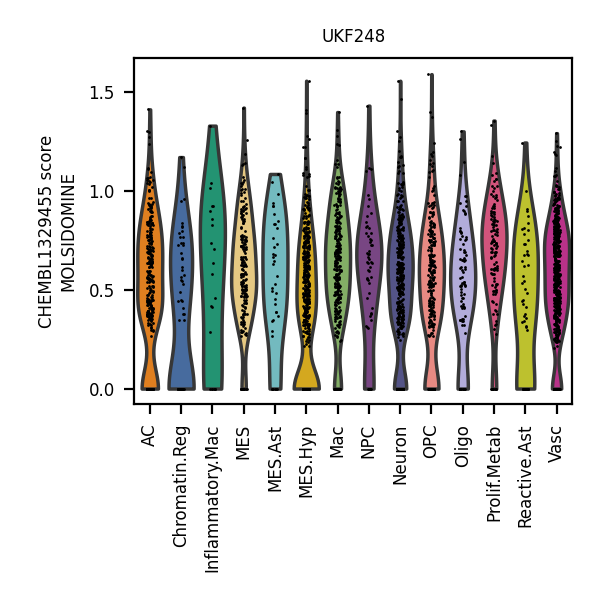 UKF248
CHEMBL1329455 score
MOLSIDOMINE
1.5
1.0
0.5
0.0
AC
Chromatin.Reg
Inflammatory.Mac
MES
MES.Ast
MES.Hyp
Mac
NPC
Neuron
OPC
Oligo
Prolif.Metab
Reactive.Ast
Vasc